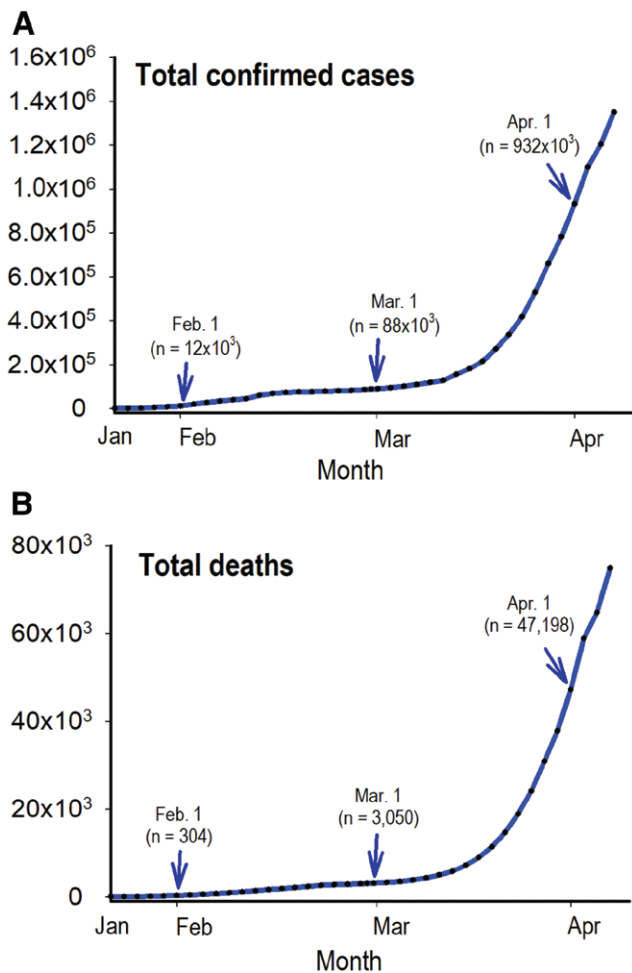 A
Total confirmed cases
1.6x10⁶
1.4x10⁶
1.2x10⁶
1.0x10⁶
8.0x10⁵
6.0x10⁵
4.0x10⁵
2.0x10⁵
0
Feb. 1
(n = 12x10³)
Mar. 1
(n = 88x10³)
Apr. 1
(n = 932x10³)
Jan Feb Mar Apr
Month
B
Total deaths
80x10³
60x10³
40x10³
20x10³
0
Feb. 1
(n = 304)
Mar. 1
(n = 3,050)
Apr. 1
(n = 47,198)
Jan Feb Mar Apr
Month